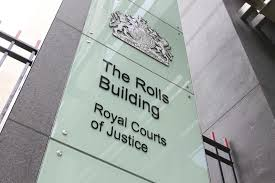 The Rolls
Building
Royal Courts
of Justice